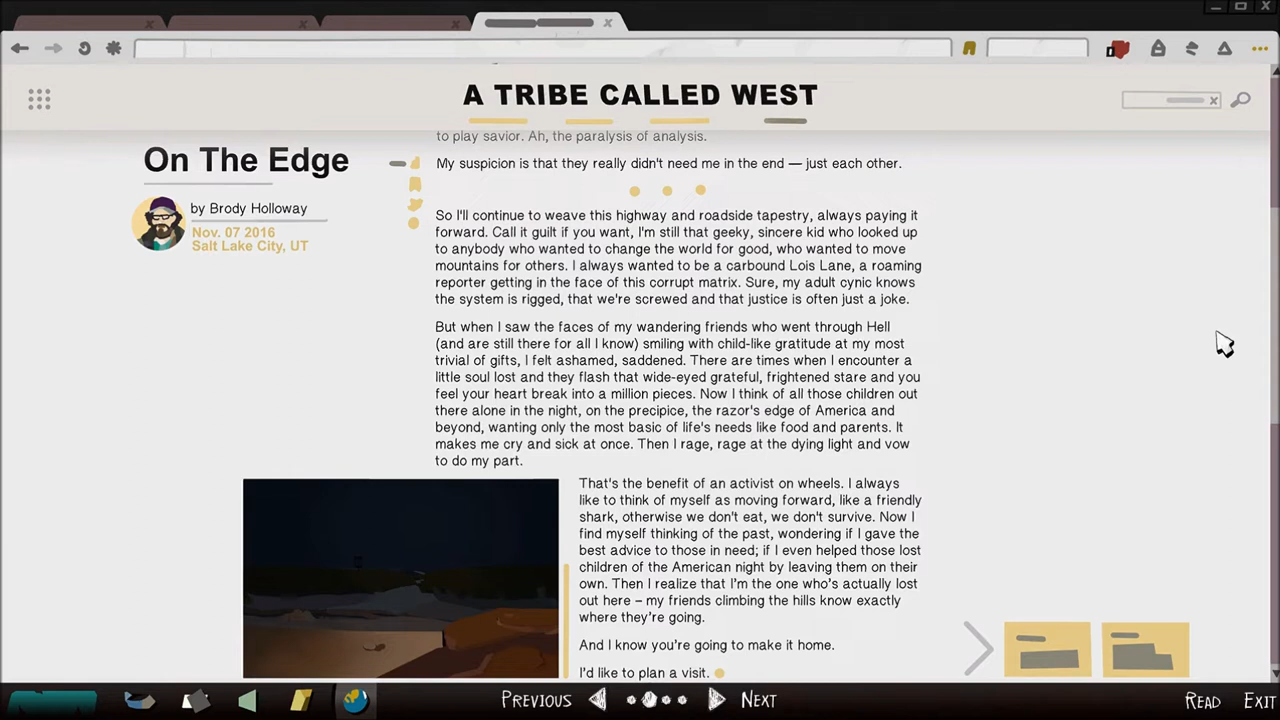 A TRIBE CALLED WEST
On The Edge
by Brody Holloway
Nov. 07 2016
Salt Lake City, UT
to play savior. Ah, the paralysis of analysis.
My suspicion is that they really didn't need me in the end — just each other.
So I'll continue to weave this highway and roadside tapestry, always paying it
forward. Call it guilt if you want, I'm still that geeky, sincere kid who looked up
to anybody who wanted to change the world for good, who wanted to move
mountains for others. I always wanted to be a carbound Lois Lane, a roaming
reporter getting in the face of this corrupt matrix. Sure, my adult cynic knows
the system is rigged, that we're screwed and that justice is often just a joke.
But when I saw the faces of my wandering friends who went through Hell
(and are still there for all I know) smiling with child-like gratitude at my most
trivial of gifts, I felt ashamed, saddened. There are times when I encounter a
little soul lost and they flash that wide-eyed grateful, frightened stare and you
feel your heart break into a million pieces. Now I think of all those children out
there alone in the night, on the precipice, the razor's edge of America and
beyond, wanting only the most basic of life's needs like food and parents. It
makes me cry and sick at once. Then I rage, rage at the dying light and vow
to do my part.
That's the benefit of an activist on wheels. I always
like to think of myself as moving forward, like a friendly
shark, otherwise we don't eat, we don't survive. Now I
find myself thinking of the past, wondering if I gave the
best advice to those in need; if I even helped those lost
children of the American night by leaving them on their
own. Then I realize that I'm the one who's actually lost
out here – my friends climbing the hills know exactly
where they're going.
And I know you're going to make it home.
I'd like to plan a visit.
PREVIOUS
NEXT
READ
EXIT